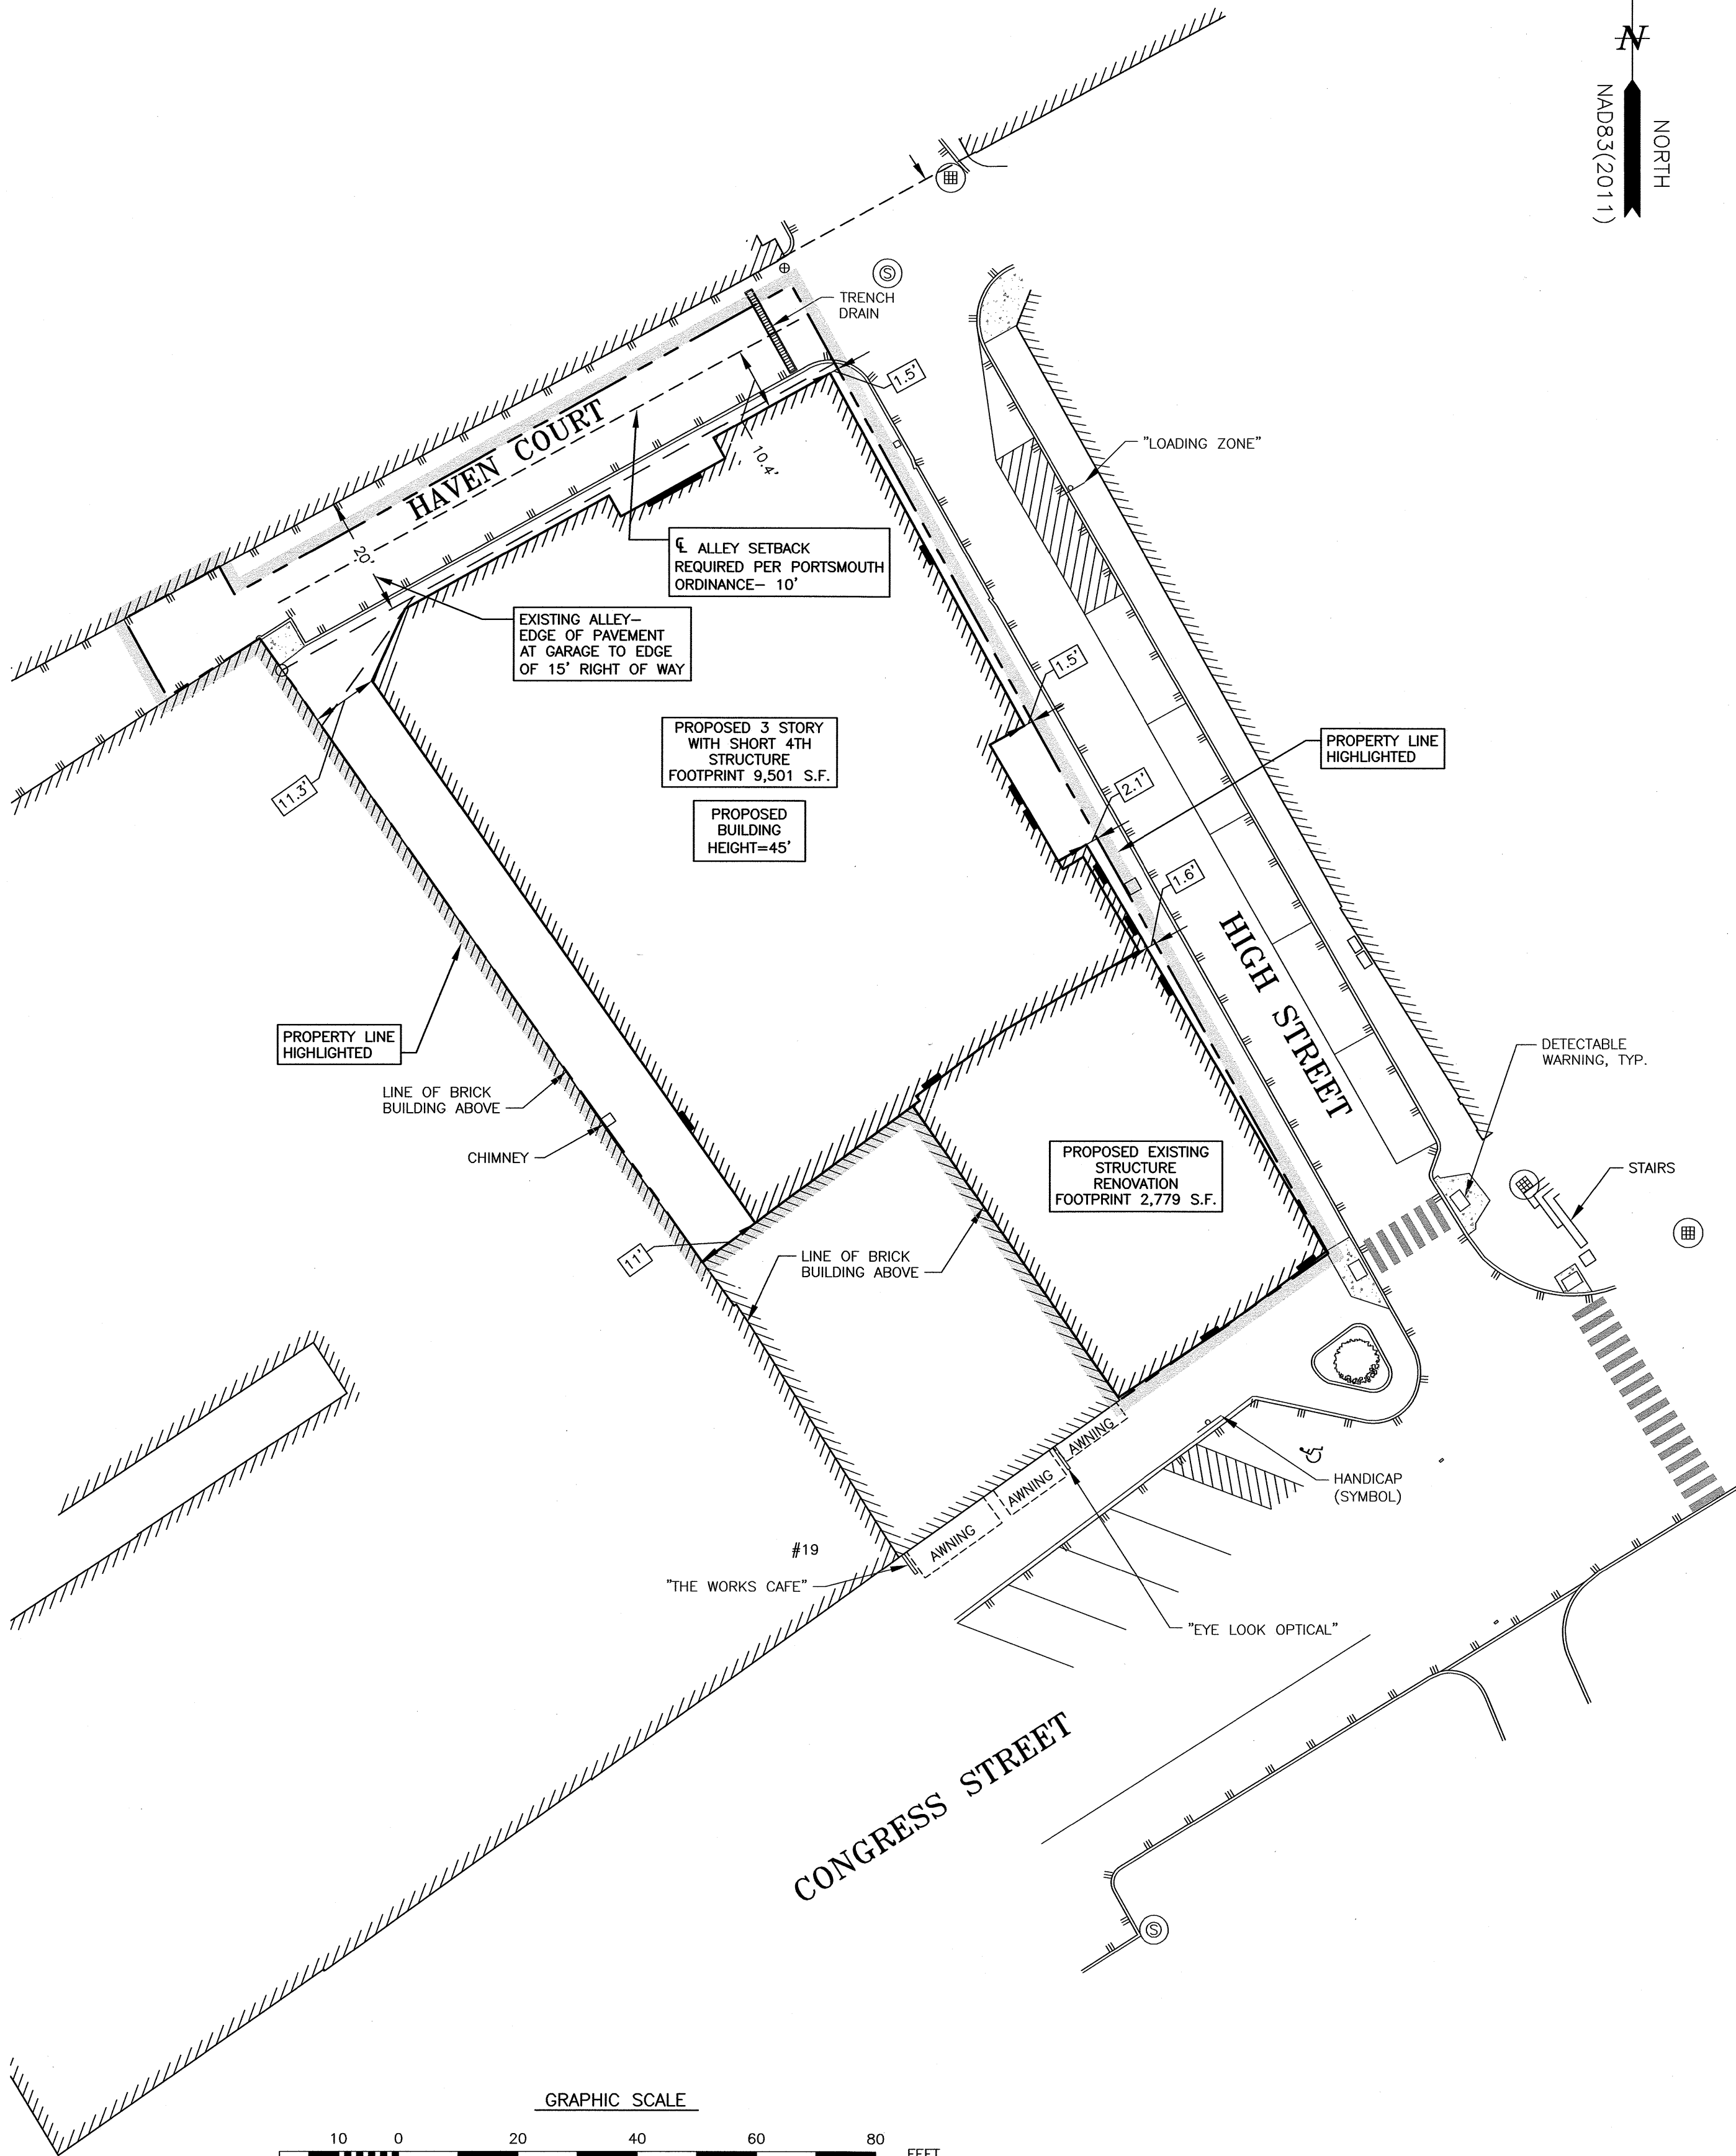 N
NORTH
NAD83(2011)
TRENCH
DRAIN
S
1.5'
"LOADING ZONE"
HAVEN COURT
10.4'
20'
℄ ALLEY SETBACK
REQUIRED PER PORTSMOUTH
ORDINANCE- 10'
EXISTING ALLEY-
EDGE OF PAVEMENT
AT GARAGE TO EDGE
OF 15' RIGHT OF WAY
1.5'
PROPOSED 3 STORY
WITH SHORT 4TH
STRUCTURE
FOOTPRINT 9,501 S.F.
PROPERTY LINE
HIGHLIGHTED
11.3'
2.1'
PROPOSED
BUILDING
HEIGHT=45'
1.6'
HIGH STREET
PROPERTY LINE
HIGHLIGHTED
DETECTABLE
WARNING, TYP.
LINE OF BRICK
BUILDING ABOVE
CHIMNEY
PROPOSED EXISTING
STRUCTURE
RENOVATION
FOOTPRINT 2,779 S.F.
STAIRS
11'
LINE OF BRICK
BUILDING ABOVE
AWNING
AWNING
AWNING
HANDICAP
(SYMBOL)
#19
"THE WORKS CAFE"
"EYE LOOK OPTICAL"
CONGRESS STREET
S
GRAPHIC SCALE
10 0 20 40 60 80
FEET